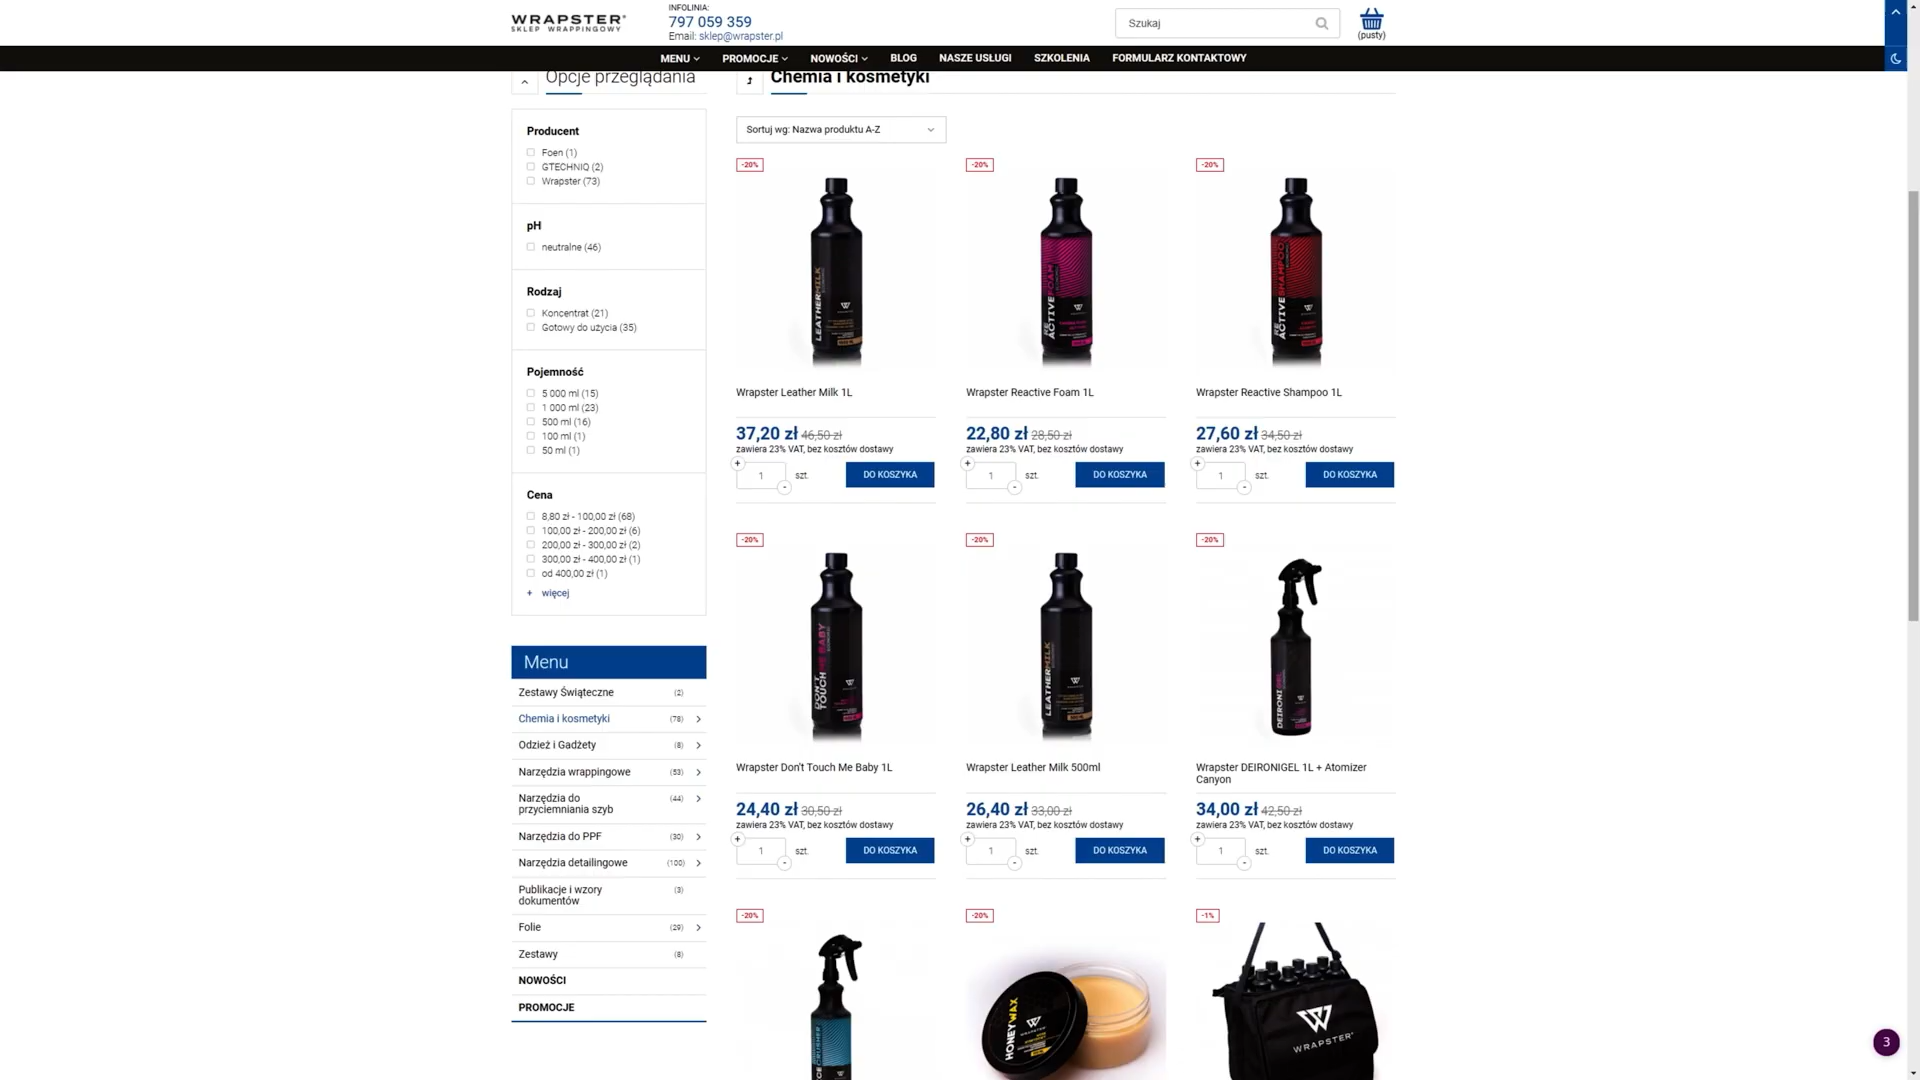 WRAPSTER
SKLEP WRAPPINGOWY
INFOLINIA:
797 059 359
Email: sklep@wrapster.pl
Szukaj
(pusty)
MENU PROMOCJE NOWOŚCI BLOG NASZE USŁUGI SZKOLENIA FORMULARZ KONTAKTOWY
Opcje przeglądania
Producent
Foen (1)
GTECHNIQ (2)
Wrapster (73)
pH
neutralne (46)
Rodzaj
Koncentrat (21)
Gotowy do użycia (35)
Pojemność
5 000 ml (15)
1 000 ml (23)
500 ml (16)
100 ml (1)
50 ml (1)
Cena
8,80 zł - 100,00 zł (68)
100,00 zł - 200,00 zł (6)
200,00 zł - 300,00 zł (2)
300,00 zł - 400,00 zł (1)
od 400,00 zł (1)
+ więcej
Menu
Zestawy Świąteczne (2)
Chemia i kosmetyki (78)
Odzież i Gadżety (8)
Narzędzia wrappingowe (53)
Narzędzia do (44)
przyciemniania szyb
Narzędzia do PPF (30)
Narzędzia detailingowe (100)
Publikacje i wzory (3)
dokumentów
Folie (29)
Zestawy (8)
NOWOŚCI
PROMOCJE
Chemia i kosmetyki
Sortuj wg: Nazwa produktu A-Z
-20% -20% -20%
LEATHERMILK
REACTIVEFOAM
REACTIVESHAMPOO
Wrapster Leather Milk 1L
Wrapster Reactive Foam 1L
Wrapster Reactive Shampoo 1L
37,20 zł 46,50 zł
22,80 zł 28,50 zł
27,60 zł 34,50 zł
zawiera 23% VAT, bez kosztów dostawy
zawiera 23% VAT, bez kosztów dostawy
zawiera 23% VAT, bez kosztów dostawy
+ 1 - szt. DO KOSZYKA
+ 1 - szt. DO KOSZYKA
+ 1 - szt. DO KOSZYKA
-20% -20% -20%
DON'T TOUCH ME BABY
LEATHERMILK
DEIRONIGEL
Wrapster Don't Touch Me Baby 1L
Wrapster Leather Milk 500ml
Wrapster DEIRONIGEL 1L + Atomizer
Canyon
24,40 zł 30,50 zł
26,40 zł 33,00 zł
34,00 zł 42,50 zł
zawiera 23% VAT, bez kosztów dostawy
zawiera 23% VAT, bez kosztów dostawy
zawiera 23% VAT, bez kosztów dostawy
+ 1 - szt. DO KOSZYKA
+ 1 - szt. DO KOSZYKA
+ 1 - szt. DO KOSZYKA
-20% -20% -1%
HONEYWAX
WRAPSTER
3